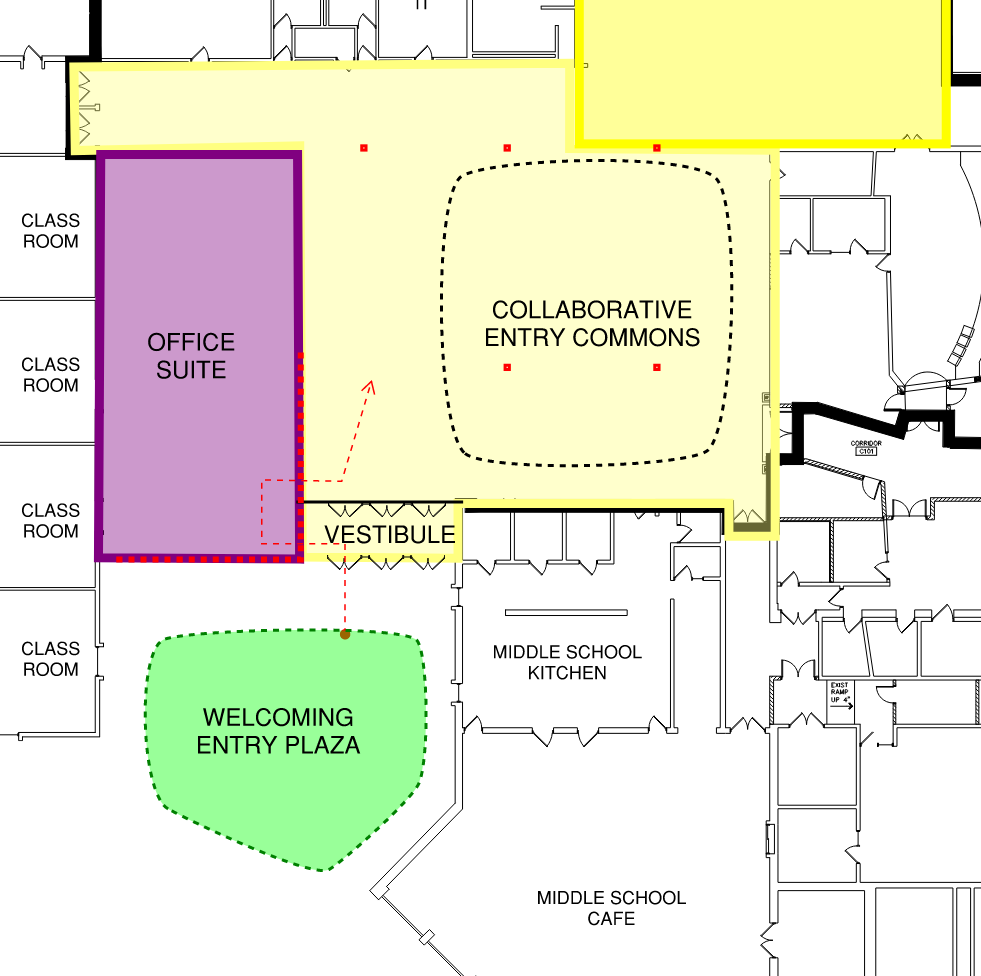 CLASS
ROOM
OFFICE
SUITE
COLLABORATIVE
ENTRY COMMONS
CLASS
ROOM
CORRIDOR
C101
CLASS
ROOM
VESTIBULE
CLASS
ROOM
MIDDLE SCHOOL
KITCHEN
EXIST
RAMP
UP 4"
WELCOMING
ENTRY PLAZA
MIDDLE SCHOOL
CAFE